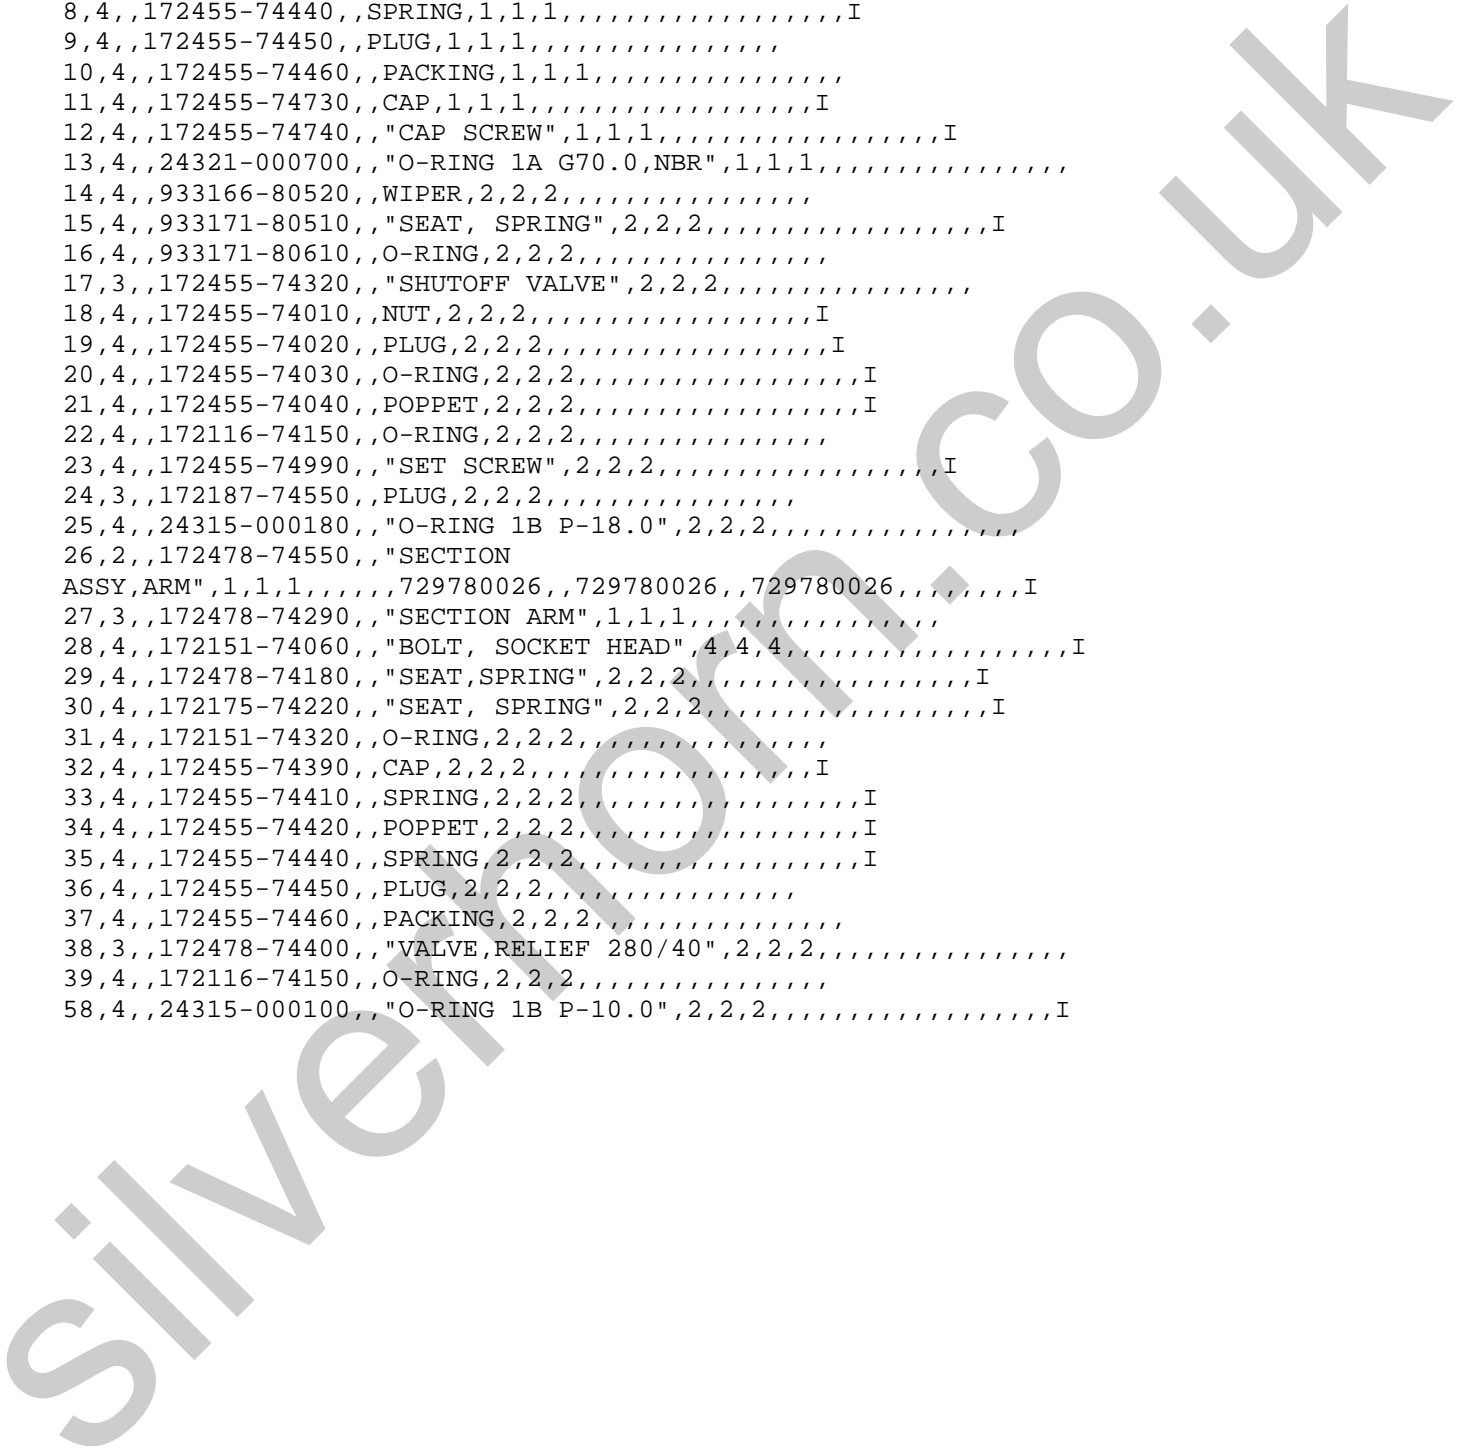 8,4,,172455-74440,,SPRING,1,1,1,,,,,,,,,,,,,,,,,,I
9,4,,172455-74450,,PLUG,1,1,1,,,,,,,,,,,,,,,,
10,4,,172455-74460,,PACKING,1,1,1,,,,,,,,,,,,,,,,
11,4,,172455-74730,,CAP,1,1,1,,,,,,,,,,,,,,,,,,I
12,4,,172455-74740,,"CAP SCREW",1,1,1,,,,,,,,,,,,,,,,,,I
13,4,,24321-000700,,"O-RING 1A G70.0,NBR",1,1,1,,,,,,,,,,,,,,,,
14,4,,933166-80520,,WIPER,2,2,2,,,,,,,,,,,,,,,,
15,4,,933171-80510,,"SEAT, SPRING",2,2,2,,,,,,,,,,,,,,,,,,I
16,4,,933171-80610,,O-RING,2,2,2,,,,,,,,,,,,,,,,
17,3,,172455-74320,,"SHUTOFF VALVE",2,2,2,,,,,,,,,,,,,,,,
18,4,,172455-74010,,NUT,2,2,2,,,,,,,,,,,,,,,,,,I
19,4,,172455-74020,,PLUG,2,2,2,,,,,,,,,,,,,,,,,,I
20,4,,172455-74030,,O-RING,2,2,2,,,,,,,,,,,,,,,,,,I
21,4,,172455-74040,,POPPET,2,2,2,,,,,,,,,,,,,,,,,,I
22,4,,172116-74150,,O-RING,2,2,2,,,,,,,,,,,,,,,,
23,4,,172455-74990,,"SET SCREW",2,2,2,,,,,,,,,,,,,,,,,,I
24,3,,172187-74550,,PLUG,2,2,2,,,,,,,,,,,,,,,,
25,4,,24315-000180,,"O-RING 1B P-18.0",2,2,2,,,,,,,,,,,,,,,,
26,2,,172478-74550,,"SECTION
ASSY,ARM",1,1,1,,,,,,729780026,,729780026,,729780026,,,,,,,,I
27,3,,172478-74290,,"SECTION ARM",1,1,1,,,,,,,,,,,,,,,,
28,4,,172151-74060,,"BOLT, SOCKET HEAD",4,4,4,,,,,,,,,,,,,,,,,,I
29,4,,172478-74180,,"SEAT,SPRING",2,2,2,,,,,,,,,,,,,,,,,,I
30,4,,172175-74220,,"SEAT, SPRING",2,2,2,,,,,,,,,,,,,,,,,,I
31,4,,172151-74320,,O-RING,2,2,2,,,,,,,,,,,,,,,,
32,4,,172455-74390,,CAP,2,2,2,,,,,,,,,,,,,,,,,,I
33,4,,172455-74410,,SPRING,2,2,2,,,,,,,,,,,,,,,,,,I
34,4,,172455-74420,,POPPET,2,2,2,,,,,,,,,,,,,,,,,,I
35,4,,172455-74440,,SPRING,2,2,2,,,,,,,,,,,,,,,,,,I
36,4,,172455-74450,,PLUG,2,2,2,,,,,,,,,,,,,,,,
37,4,,172455-74460,,PACKING,2,2,2,,,,,,,,,,,,,,,,
38,3,,172478-74400,,"VALVE,RELIEF 280/40",2,2,2,,,,,,,,,,,,,,,,
39,4,,172116-74150,,O-RING,2,2,2,,,,,,,,,,,,,,,,
58,4,,24315-000100,,"O-RING 1B P-10.0",2,2,2,,,,,,,,,,,,,,,,,,I
silverhorn.co.uk